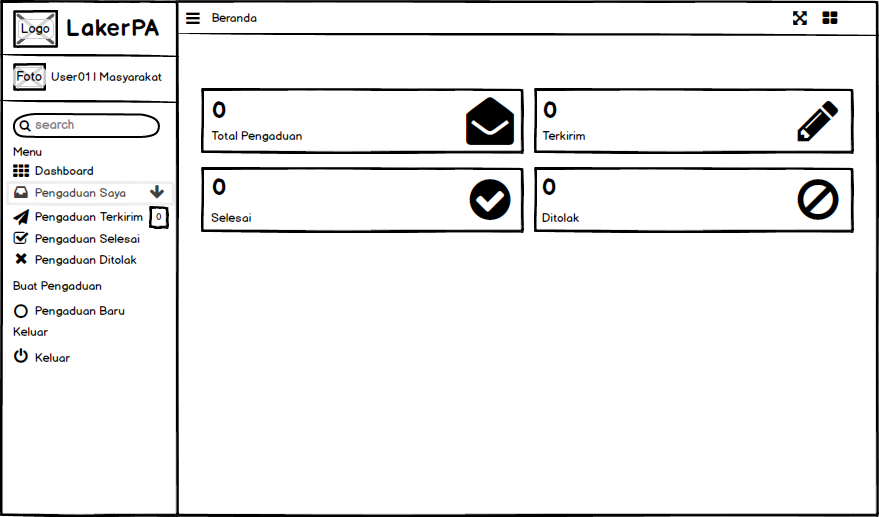 Logo LakerPA
Foto User01 | Masyarakat
search
Menu
Dashboard
Pengaduan Saya
Pengaduan Terkirim 0
Pengaduan Selesai
Pengaduan Ditolak
Buat Pengaduan
Pengaduan Baru
Keluar
Keluar
Beranda
0
Total Pengaduan
0
Terkirim
0
Selesai
0
Ditolak